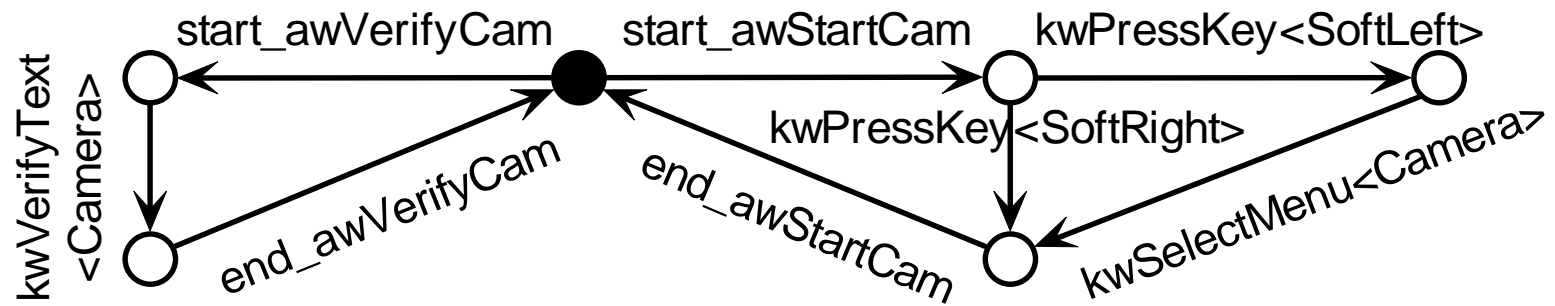 start_awVerifyCam
start_awStartCam
kwPressKey<SoftLeft>
kwVerifyText
<Camera>
kwPressKey<SoftRight>
end_awVerifyCam
end_awStartCam
kwSelectMenu<Camera>